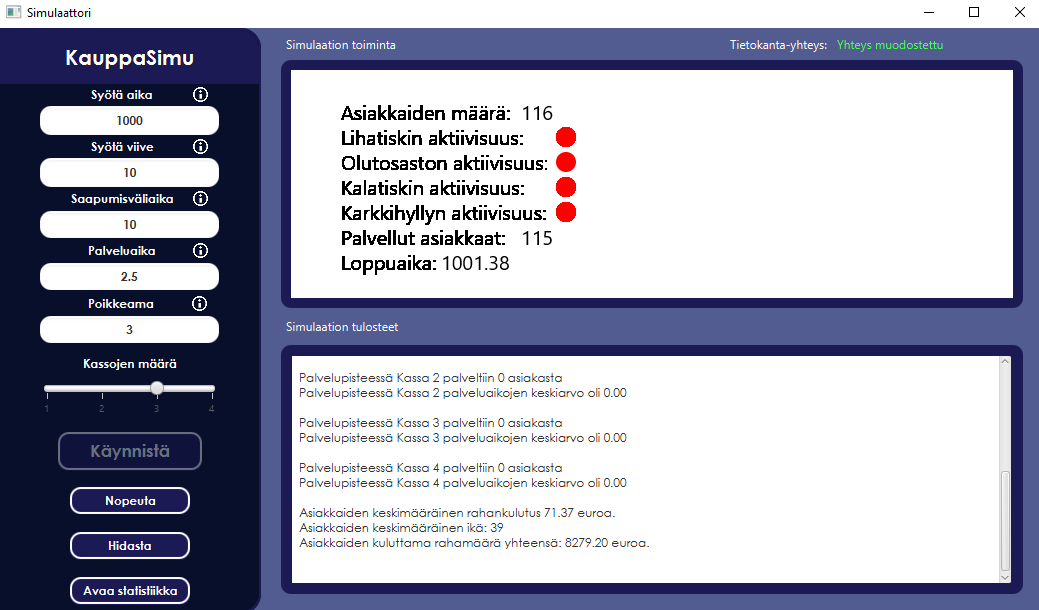 Simulaattori
KauppaSimu
Syötä aika
1000
Syötä viive
10
Saapumisväliaika
10
Palveluaika
2.5
Poikkeama
3
Kassojen määrä
1 2 3 4
Käynnistä
Nopeuta
Hidasta
Avaa statistiikka
Simulaation toiminta
Tietokanta-yhteys: Yhteys muodostettu
Asiakkaiden määrä: 116
Lihatiskin aktiivisuus:
Olutosaston aktiivisuus:
Kalatiskin aktiivisuus:
Karkkihyllyn aktiivisuus:
Palvellut asiakkaat: 115
Loppuaika: 1001.38
Simulaation tulosteet
Palvelupisteessä Kassa 2 palveltiin 0 asiakasta
Palvelupisteessä Kassa 2 palveluaikojen keskiarvo oli 0.00
Palvelupisteessä Kassa 3 palveltiin 0 asiakasta
Palvelupisteessä Kassa 3 palveluaikojen keskiarvo oli 0.00
Palvelupisteessä Kassa 4 palveltiin 0 asiakasta
Palvelupisteessä Kassa 4 palveluaikojen keskiarvo oli 0.00
Asiakkaiden keskimääräinen rahankulutus 71.37 euroa.
Asiakkaiden keskimääräinen ikä: 39
Asiakkaiden kuluttama rahamäärä yhteensä: 8279.20 euroa.